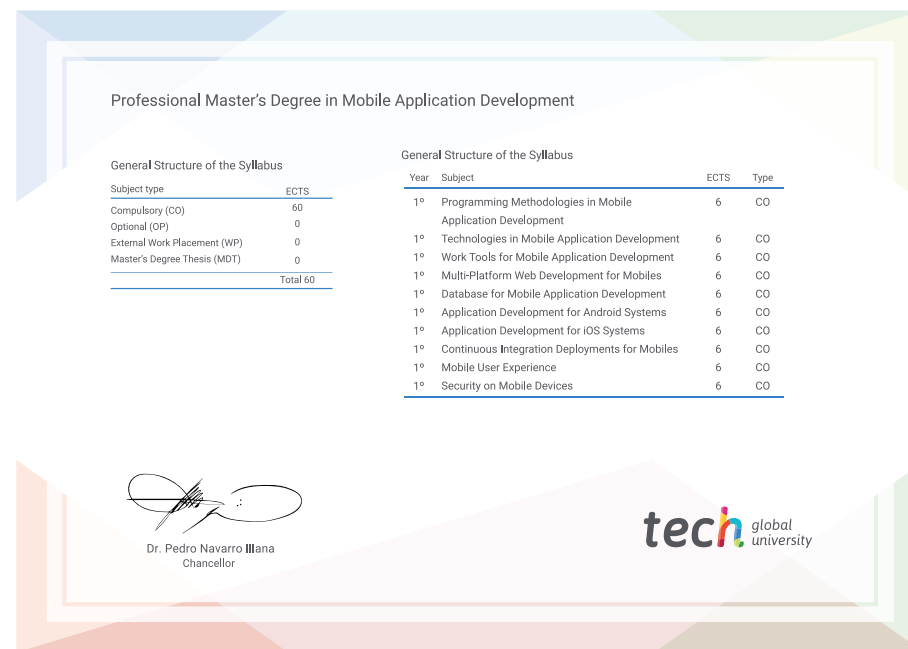 Professional Master's Degree in Mobile Application Development
General Structure of the Syllabus
Subject type ECTS
Compulsory (CO) 60
Optional (OP) 0
External Work Placement (WP) 0
Master's Degree Thesis (MDT) 0
Total 60
General Structure of the Syllabus
Year Subject ECTS Type
1º Programming Methodologies in Mobile 6 CO
Application Development
1º Technologies in Mobile Application Development 6 CO
1º Work Tools for Mobile Application Development 6 CO
1º Multi-Platform Web Development for Mobiles 6 CO
1º Database for Mobile Application Development 6 CO
1º Application Development for Android Systems 6 CO
1º Application Development for iOS Systems 6 CO
1º Continuous Integration Deployments for Mobiles 6 CO
1º Mobile User Experience 6 CO
1º Security on Mobile Devices 6 CO
Dr. Pedro Navarro Illana
Chancellor
tech global
university